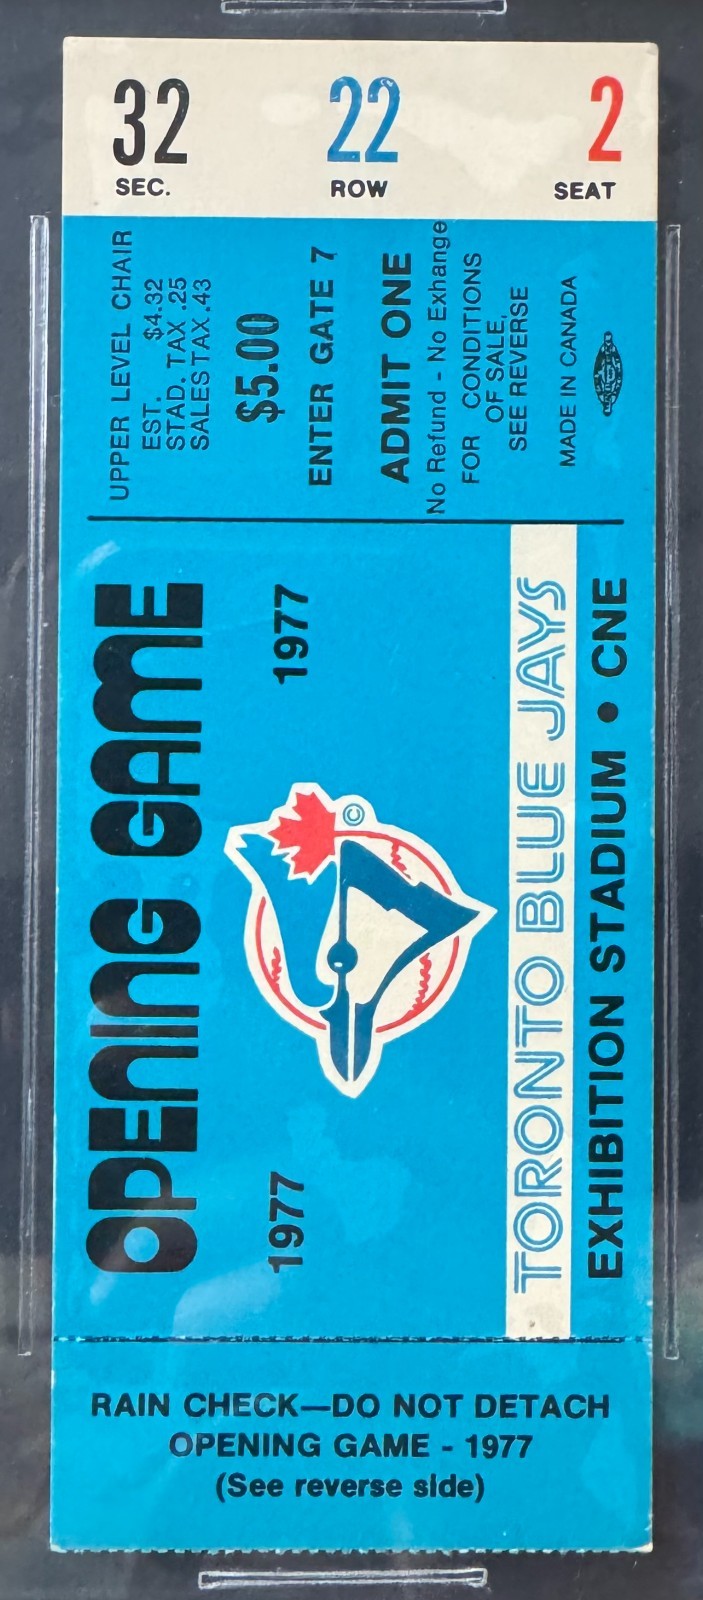 32
SEC.
22
ROW
2
SEAT
UPPER LEVEL CHAIR
EST. $4.32
STAD. TAX .25
SALES TAX .43
$5.00
ENTER GATE 7
ADMIT ONE
No Refund - No Exhange
FOR CONDITIONS
OF SALE,
SEE REVERSE
MADE IN CANADA
OPENING GAME
1977 1977
©
TORONTO BLUE JAYS
EXHIBITION STADIUM • CNE
RAIN CHECK—DO NOT DETACH
OPENING GAME - 1977
(See reverse side)